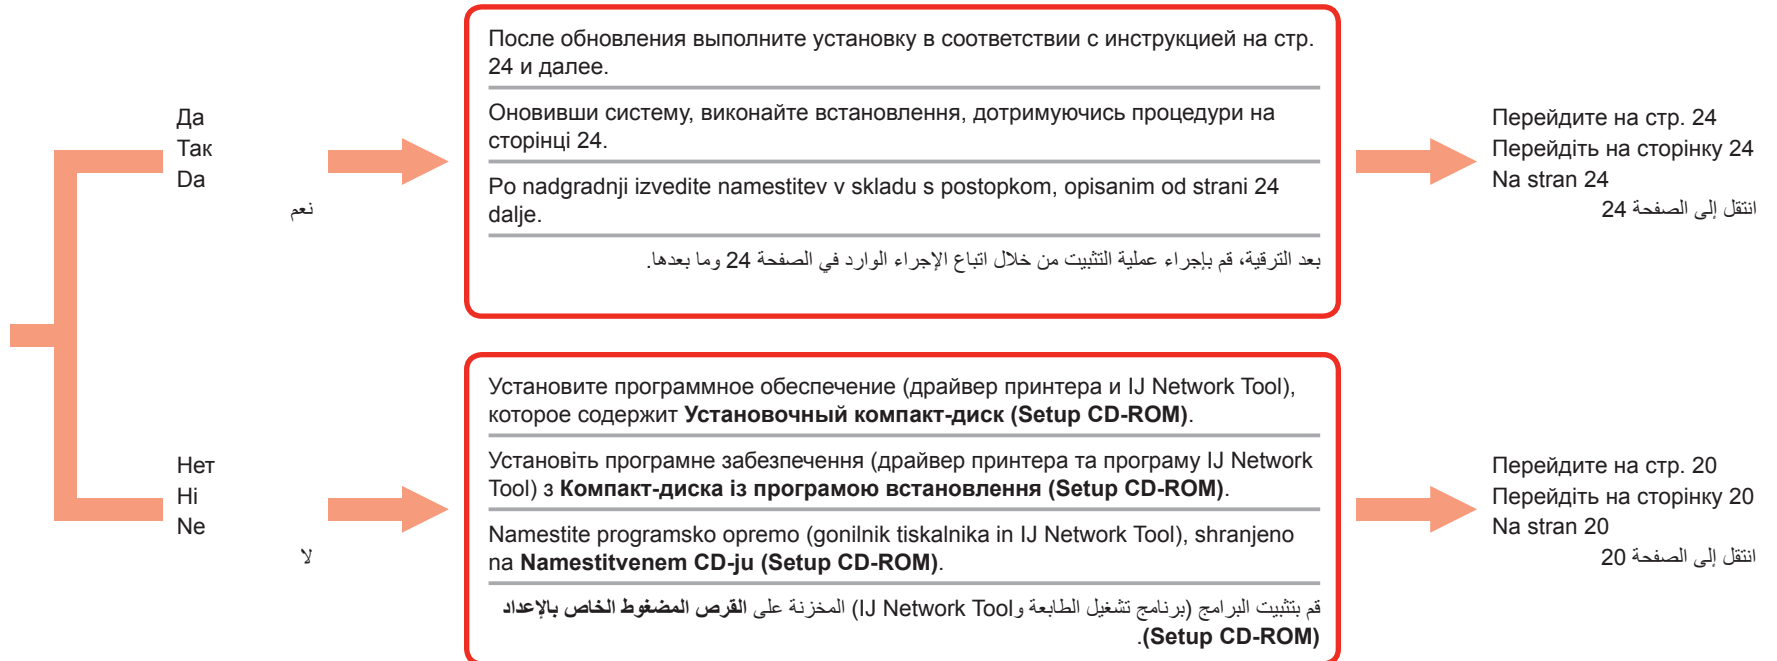 Да
Так
Da
نعم
После обновления выполните установку в соответствии с инструкцией на стр.
24 и далее.
Оновивши систему, виконайте встановлення, дотримуючись процедури на
сторінці 24.
Po nadgradnji izvedite namestitev v skladu s postopkom, opisanim od strani 24
dalje.
بعد الترقية، قم بإجراء عملية التثبيت من خلال اتباع الإجراء الوارد في الصفحة 24 وما بعدها.
Перейдите на стр. 24
Перейдіть на сторінку 24
Na stran 24
انتقل إلى الصفحة 24
Нет
Ні
Ne
لا
Установите программное обеспечение (драйвер принтера и IJ Network Tool),
которое содержит Установочный компакт-диск (Setup CD-ROM).
Установіть програмне забезпечення (драйвер принтера та програму IJ Network
Tool) з Компакт-диска із програмою встановлення (Setup CD-ROM).
Namestite programsko opremo (gonilnik tiskalnika in IJ Network Tool), shranjeno
na Namestitvenem CD-ju (Setup CD-ROM).
قم بتثبيت البرامج (برنامج تشغيل الطابعة وIJ Network Tool) المخزنة على القرص المضغوط الخاص بالإعداد
(Setup CD-ROM).
Перейдите на стр. 20
Перейдіть на сторінку 20
Na stran 20
انتقل إلى الصفحة 20